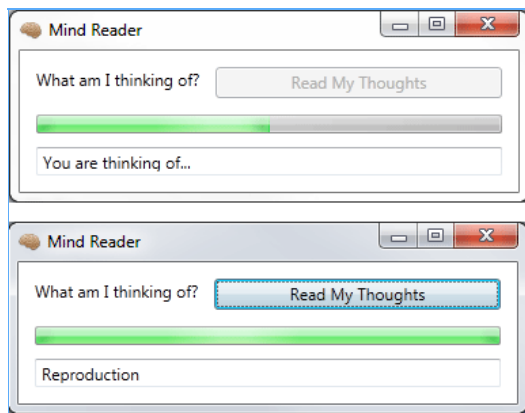 Mind Reader
What am I thinking of? Read My Thoughts
You are thinking of...
Mind Reader
What am I thinking of? Read My Thoughts
Reproduction